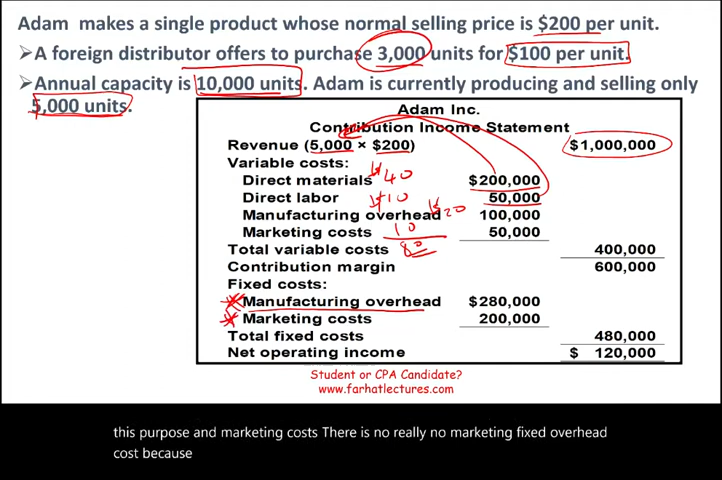 Adam makes a single product whose normal selling price is $200 per unit.
➢A foreign distributor offers to purchase 3,000 units for $100 per unit.
➢Annual capacity is 10,000 units. Adam is currently producing and selling only
5,000 units.
Adam Inc.
Contribution Income Statement
Revenue (5,000 × $200) $1,000,000
Variable costs:
Direct materials $40 $200,000
Direct labor $10 50,000
Manufacturing overhead $20 100,000
Marketing costs 10 50,000
Total variable costs 80 400,000
Contribution margin 600,000
Fixed costs:
Manufacturing overhead $280,000
Marketing costs 200,000
Total fixed costs 480,000
Net operating income $ 120,000
Student or CPA Candidate?
www.farhatlectures.com
this purpose and marketing costs There is no really no marketing fixed overhead
cost because